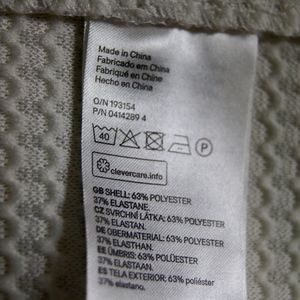 Made in China
Fabricado em China
Fabriqué en Chine
Hecho en China
O/N 193154
P/N 0414289 4
40
P
clevercare.info
GB SHELL: 63% POLYESTER
37% ELASTANE.
CZ SVRCHNÍ LÁTKA: 63% POLYESTER
37% ELASTAN.
DE OBERMATERIAL: 63% POLYESTER
37% ELASTHAN.
EE ÜMBRIS: 63% POLÜESTER
37% ELASTAAN.
ES TELA EXTERIOR: 63% poliéster
37% elastano.